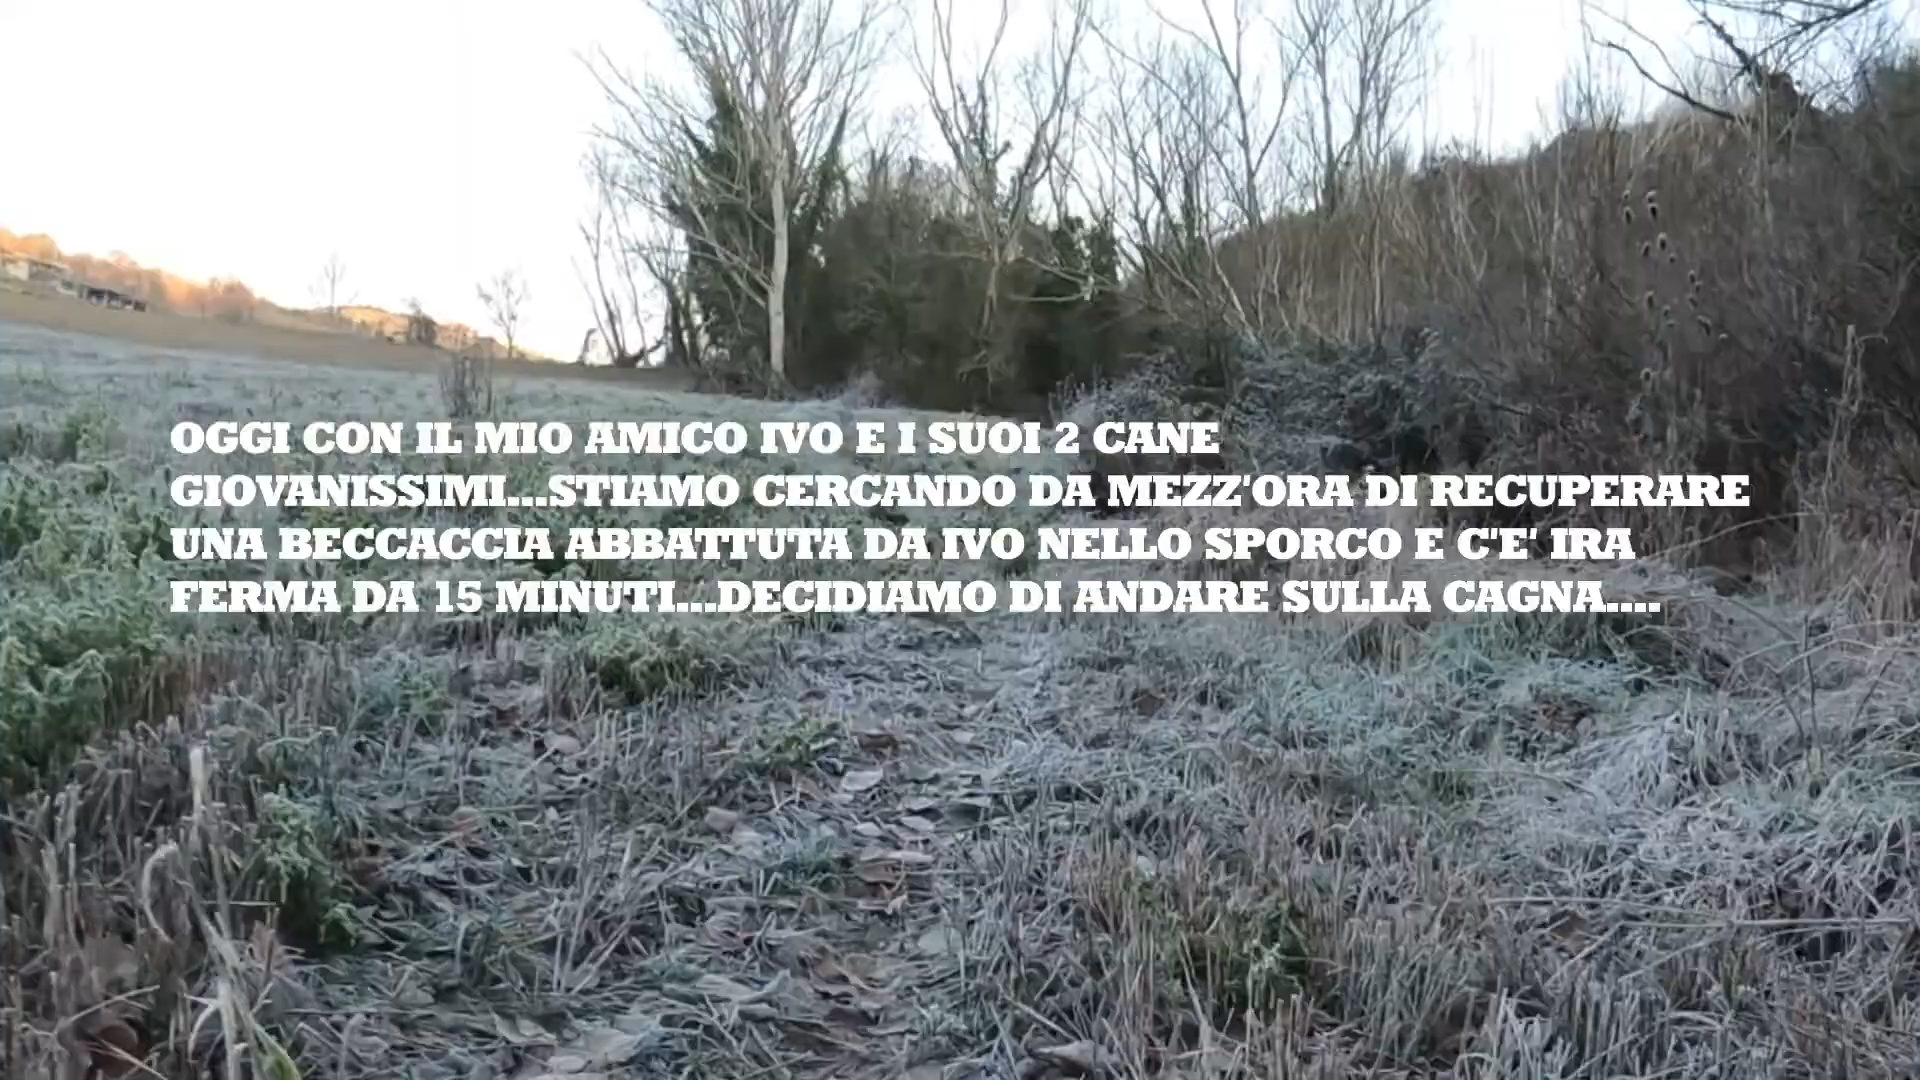 OGGI CON IL MIO AMICO IVO E I SUOI 2 CANE
GIOVANISSIMI...STIAMO CERCANDO DA MEZZ'ORA DI RECUPERARE
UNA BECCACCIA ABBATTUTA DA IVO NELLO SPORCO E C'E' IRA
FERMA DA 15 MINUTI...DECIDIAMO DI ANDARE SULLA CAGNA....